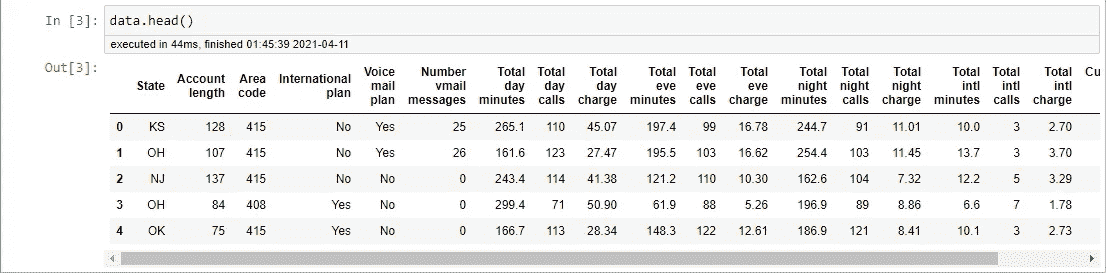 In [3]: data.head()
executed in 44ms, finished 01:45:39 2021-04-11
Out[3]:
State Account length Area code International plan Voice mail plan Number vmail messages Total day minutes Total day calls Total day charge Total eve minutes Total eve calls Total eve charge Total night minutes Total night calls Total night charge Total intl minutes Total intl calls Total intl charge Cu
0 KS 128 415 No Yes 25 265.1 110 45.07 197.4 99 16.78 244.7 91 11.01 10.0 3 2.70
1 OH 107 415 No Yes 26 161.6 123 27.47 195.5 103 16.62 254.4 103 11.45 13.7 3 3.70
2 NJ 137 415 No No 0 243.4 114 41.38 121.2 110 10.30 162.6 104 7.32 12.2 5 3.29
3 OH 84 408 Yes No 0 299.4 71 50.90 61.9 88 5.26 196.9 89 8.86 6.6 7 1.78
4 OK 75 415 Yes No 0 166.7 113 28.34 148.3 122 12.61 186.9 121 8.41 10.1 3 2.73